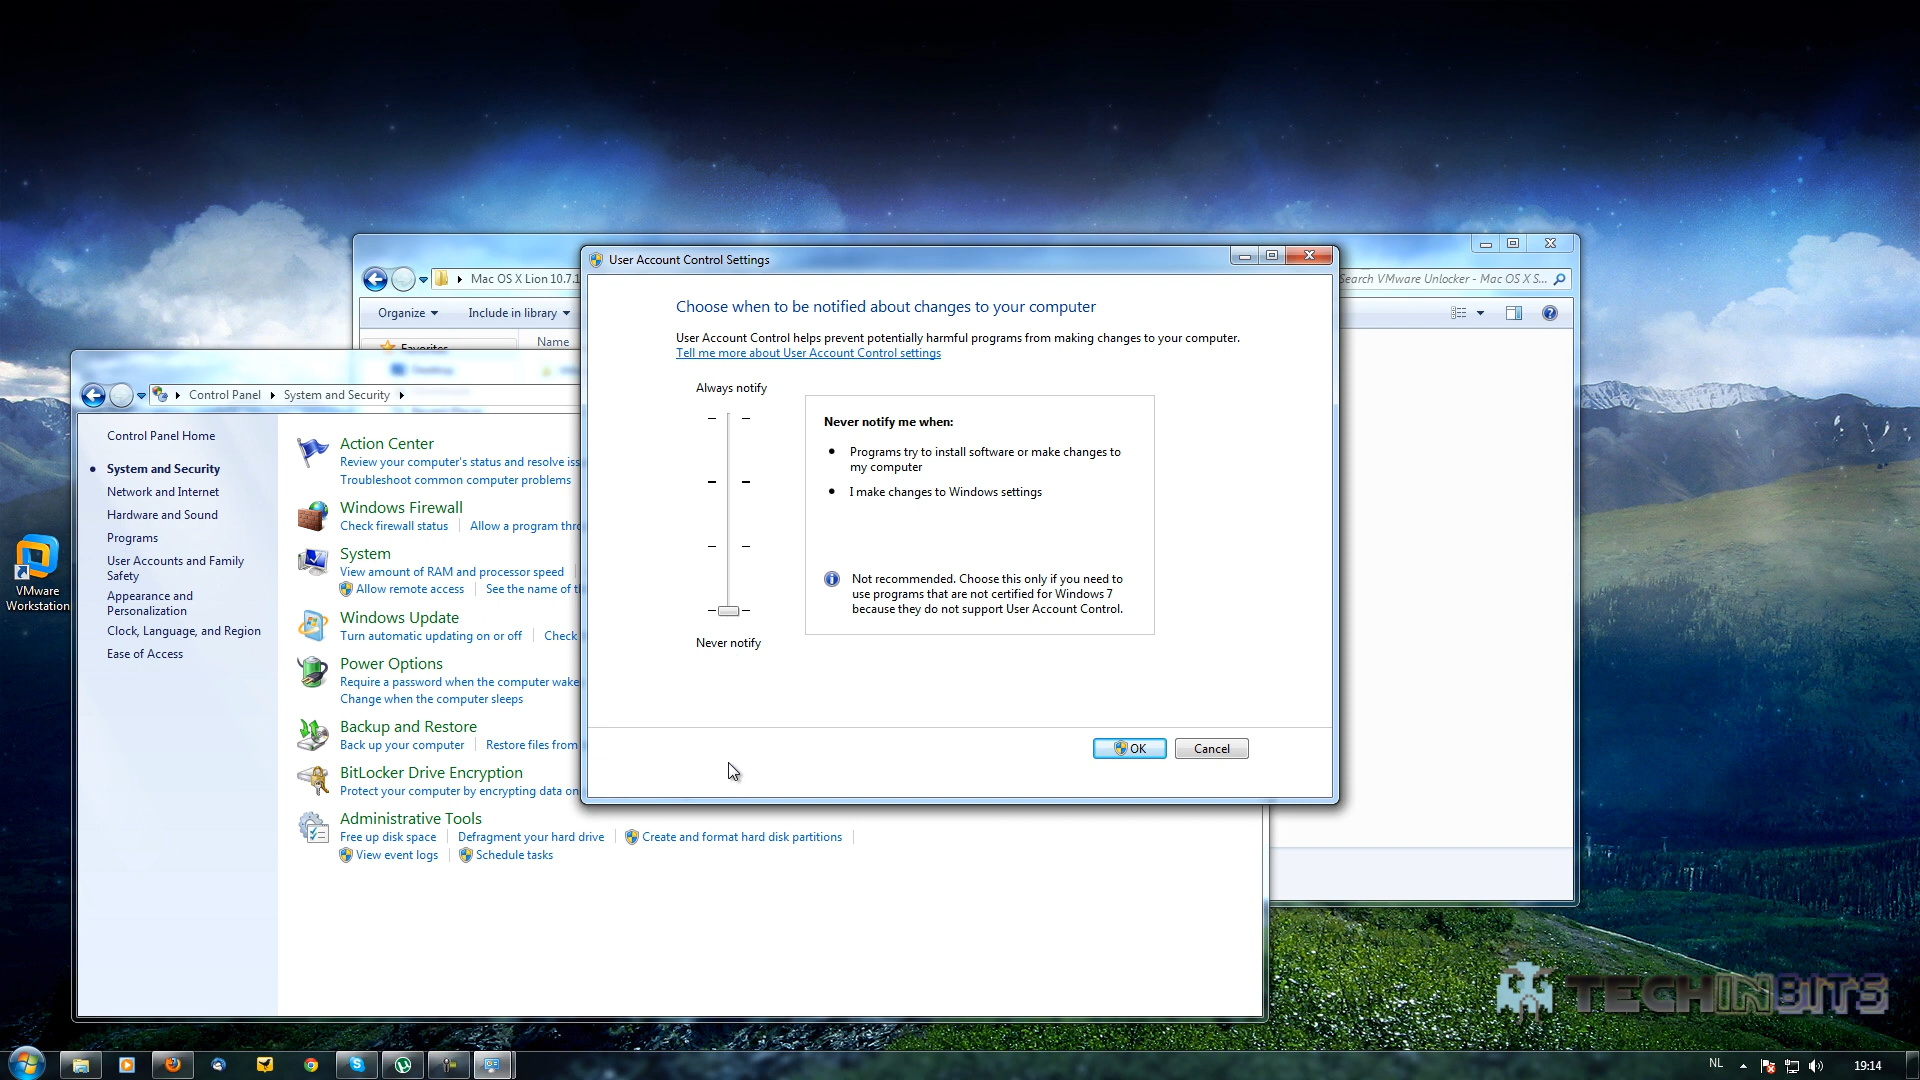 Mac OS X Lion 10.7.1
Search VMware Unlocker - Mac OS X S...
Organize
Include in library
Favorites
Name
Desktop
User Account Control Settings
Choose when to be notified about changes to your computer
User Account Control helps prevent potentially harmful programs from making changes to your computer.
Tell me more about User Account Control settings
Always notify
Never notify me when:
Programs try to install software or make changes to
my computer
I make changes to Windows settings
Not recommended. Choose this only if you need to
use programs that are not certified for Windows 7
because they do not support User Account Control.
Never notify
OK
Cancel
Control Panel
System and Security
Control Panel Home
System and Security
Network and Internet
Hardware and Sound
Programs
User Accounts and Family
Safety
Appearance and
Personalization
Clock, Language, and Region
Ease of Access
Action Center
Review your computer's status and resolve iss
Troubleshoot common computer problems
Windows Firewall
Check firewall status
Allow a program thro
System
View amount of RAM and processor speed
Allow remote access
See the name of t
Windows Update
Turn automatic updating on or off
Check
Power Options
Require a password when the computer wake
Change when the computer sleeps
Backup and Restore
Back up your computer
Restore files from
BitLocker Drive Encryption
Protect your computer by encrypting data on
Administrative Tools
Free up disk space
Defragment your hard drive
Create and format hard disk partitions
View event logs
Schedule tasks
VMware
Workstation
TECHINBITS
NL
19:14